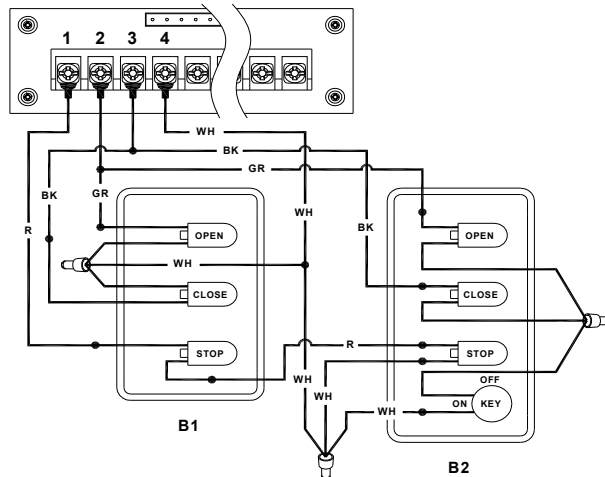 1 2 3 4
WH
BK
GR
BK
GR
WH
BK
R
OPEN
OPEN
WH
CLOSE
CLOSE
R
STOP
STOP
OFF
WH
WH
WH
ON
KEY
B1
B2